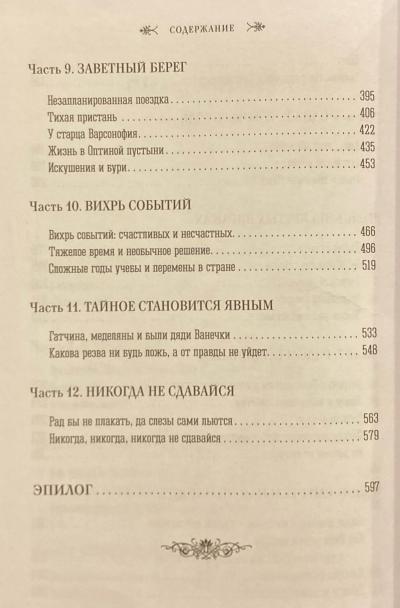 СОДЕРЖАНИЕ
Часть 9. ЗАВЕТНЫЙ БЕРЕГ
Незапланированная поездка 395
Тихая пристань 406
У старца Варсонофия 422
Жизнь в Оптиной пустыни 435
Искушения и бури 453
Часть 10. ВИХРЬ СОБЫТИЙ
Вихрь событий: счастливых и несчастных 466
Тяжелое время и необычное решение 496
Сложные годы учебы и перемены в стране 519
Часть 11. ТАЙНОЕ СТАНОВИТСЯ ЯВНЫМ
Гатчина, меделяны и были дяди Ванечки 533
Какова резва ни будь ложь, а от правды не уйдет 548
Часть 12. НИКОГДА НЕ СДАВАЙСЯ
Рад бы не плакать, да слезы сами льются 563
Никогда, никогда, никогда не сдавайся 579
ЭПИЛОГ 597